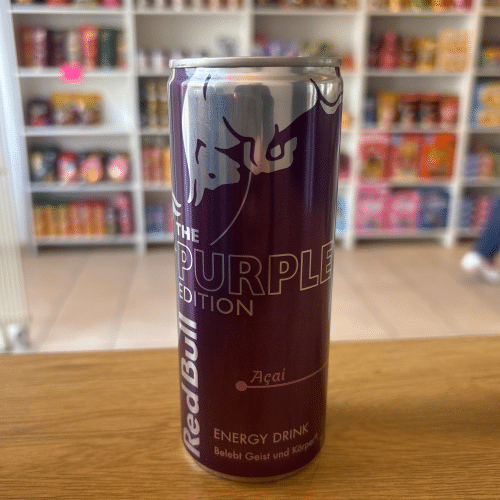 THE
PURPLE
EDITION
Red Bull
Açai
ENERGY DRINK
Belebt Geist und Körper®